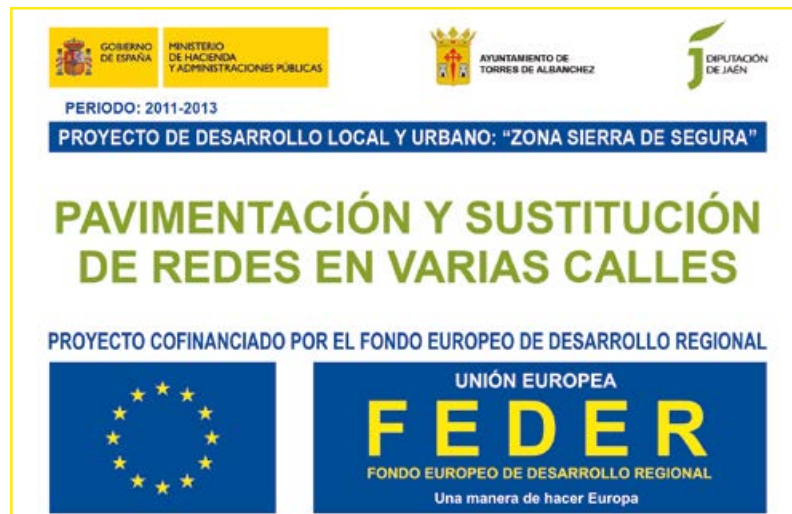 GOBIERNO
DE ESPAÑA
MINISTERIO
DE HACIENDA
Y ADMINISTRACIONES PÚBLICAS
AYUNTAMIENTO DE
TORRES DE ALBANCHEZ
DIPUTACIÓN
DE JAÉN
PERIODO: 2011-2013
PROYECTO DE DESARROLLO LOCAL Y URBANO: “ZONA SIERRA DE SEGURA”
PAVIMENTACIÓN Y SUSTITUCIÓN
DE REDES EN VARIAS CALLES
PROYECTO COFINANCIADO POR EL FONDO EUROPEO DE DESARROLLO REGIONAL
UNIÓN EUROPEA
FEDER
FONDO EUROPEO DE DESARROLLO REGIONAL
Una manera de hacer Europa